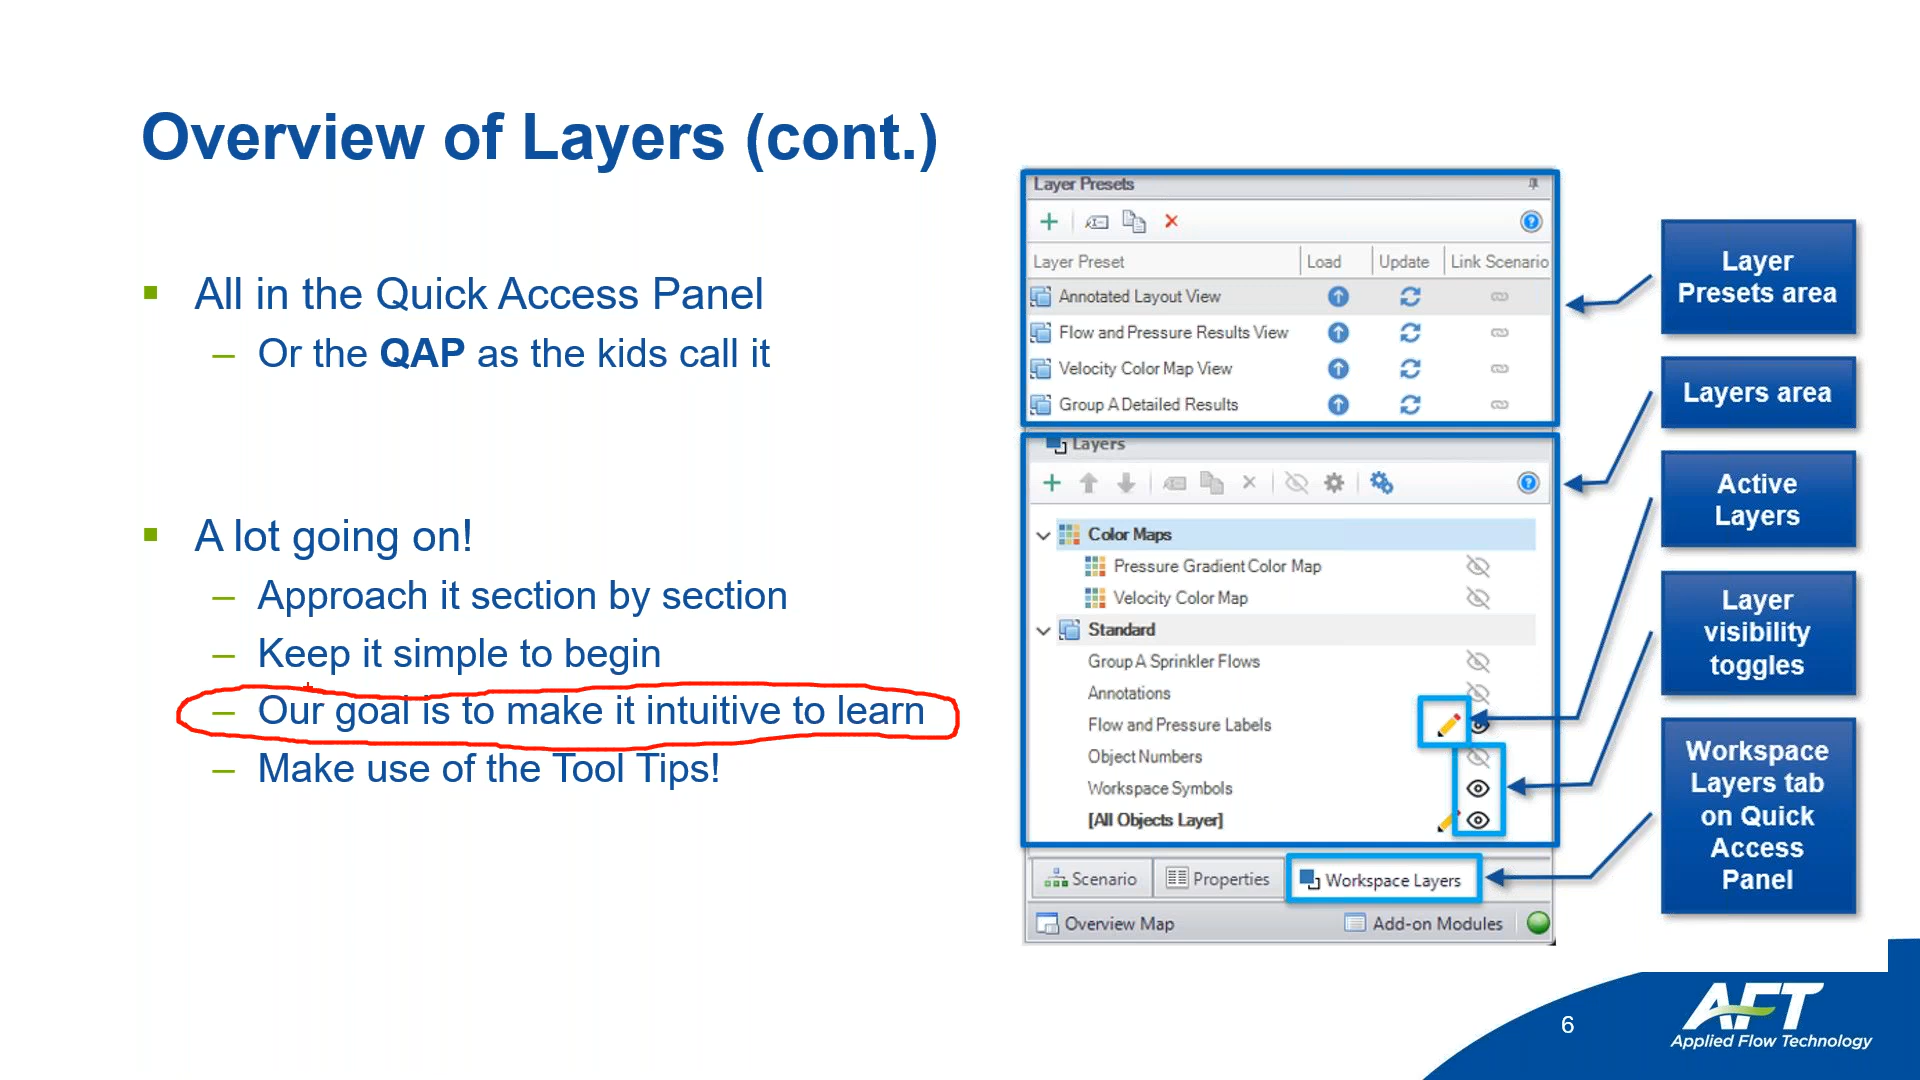 Overview of Layers (cont.)
All in the Quick Access Panel
– Or the QAP as the kids call it
A lot going on!
– Approach it section by section
– Keep it simple to begin
– Our goal is to make it intuitive to learn
– Make use of the Tool Tips!
Layer Presets
Layer Preset Load Update Link Scenario
Annotated Layout View
Flow and Pressure Results View
Velocity Color Map View
Group A Detailed Results
Layers
Color Maps
Pressure Gradient Color Map
Velocity Color Map
Standard
Group A Sprinkler Flows
Annotations
Flow and Pressure Labels
Object Numbers
Workspace Symbols
[All Objects Layer]
Scenario Properties Workspace Layers
Overview Map Add-on Modules
Layer
Presets area
Layers area
Active
Layers
Layer
visibility
toggles
Workspace
Layers tab
on Quick
Access
Panel
6
AFT
Applied Flow Technology